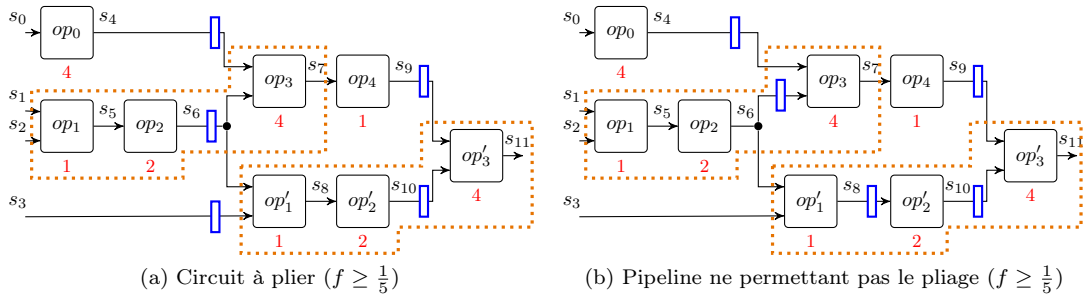 s0 op0 s4 4
s1 s2 op1 s5 op2 s6 1 2
op3 s7 op4 s9 4 1
op′3 s11 4
s3 op′1 s8 op′2 s10 1 2
(a) Circuit à plier (f ≥ 1/5)
s0 op0 s4 4
s1 s2 op1 s5 op2 s6 1 2
op3 s7 op4 s9 4 1
op′3 s11 4
s3 op′1 s8 op′2 s10 1 2
(b) Pipeline ne permettant pas le pliage (f ≥ 1/5)